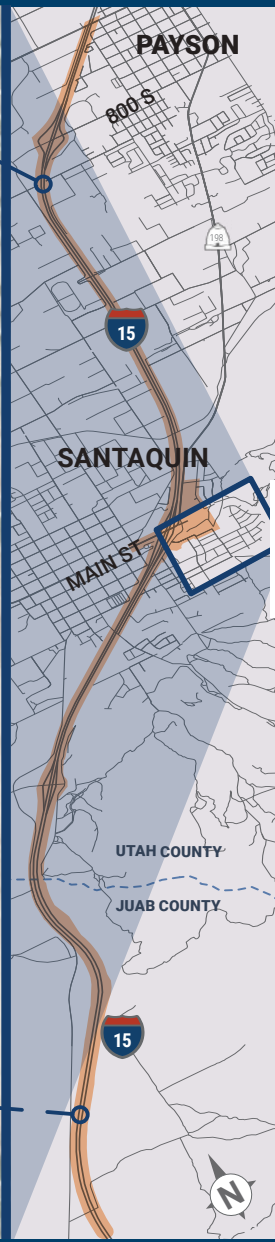 PAYSON
800 S
198
15
SANTAQUIN
MAIN ST
UTAH COUNTY
JUAB COUNTY
15
N